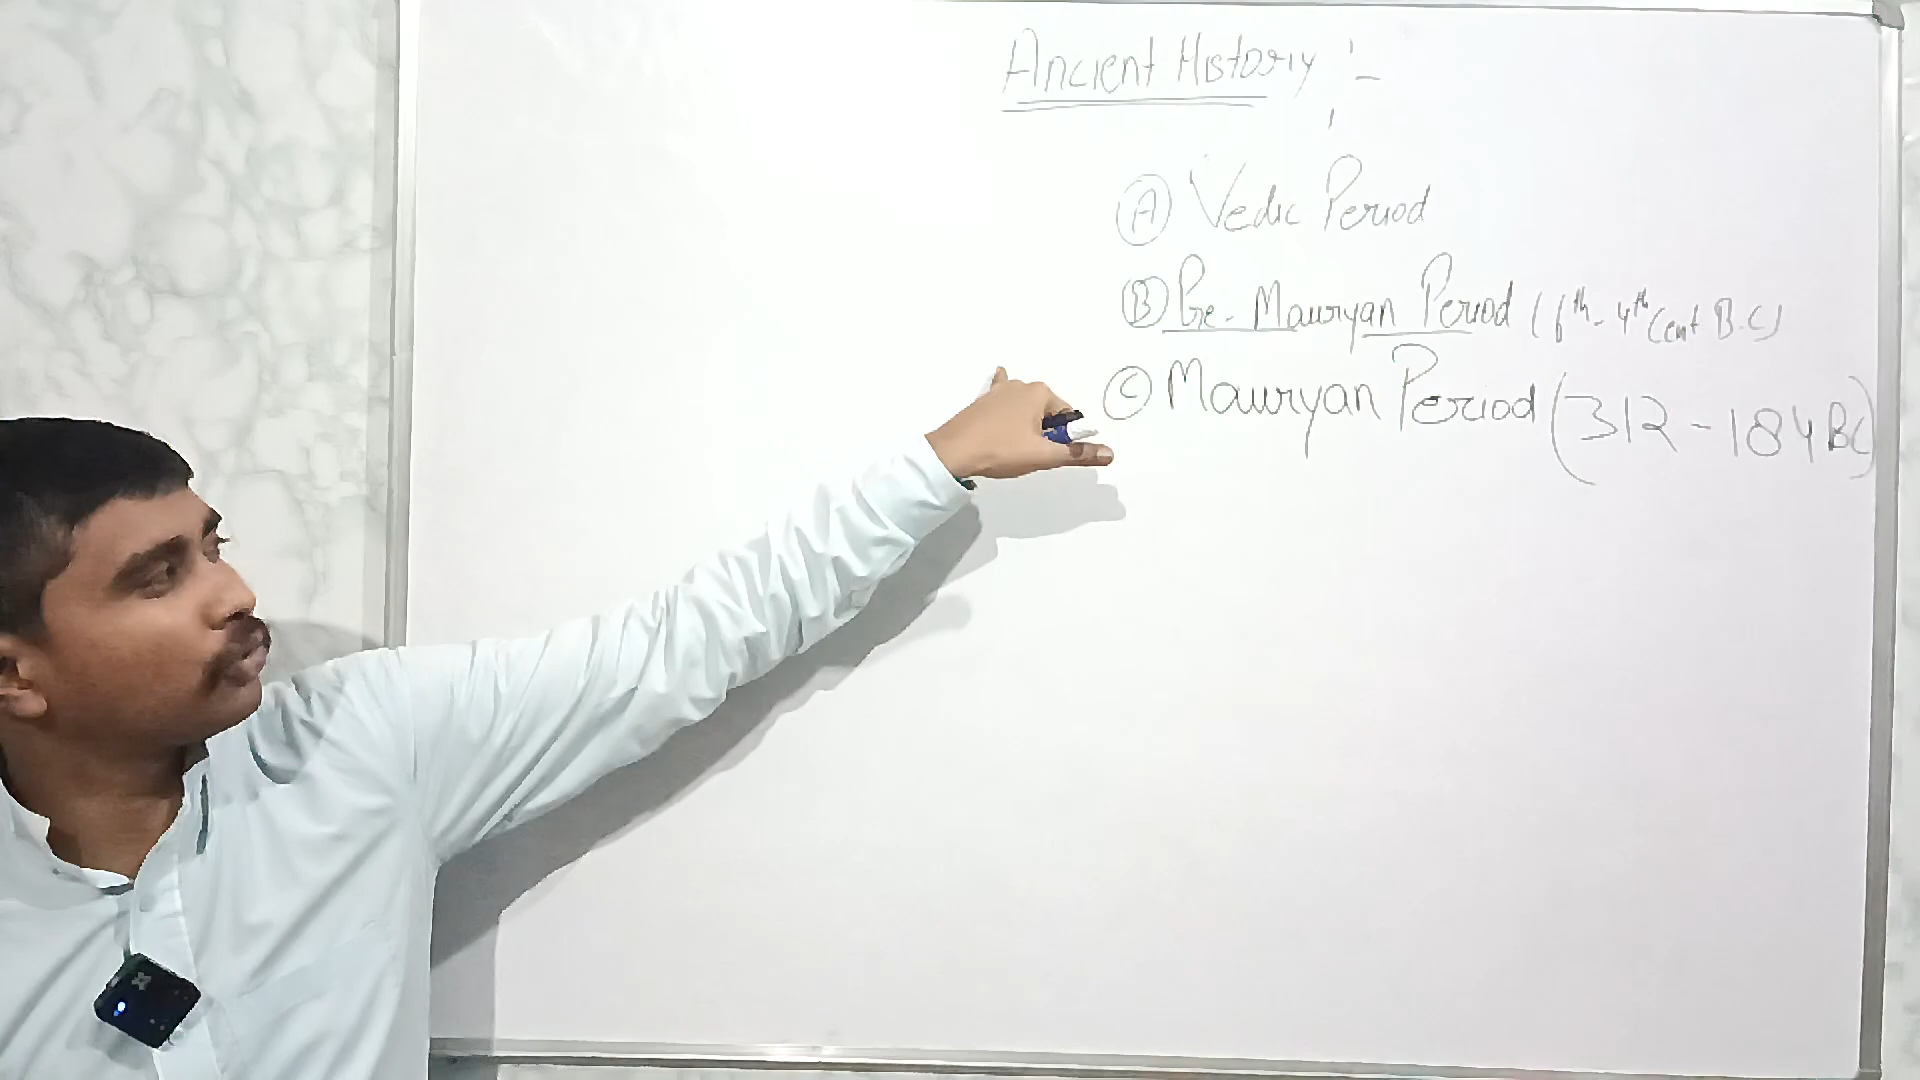 Ancient History :-
Ⓐ Vedic Period
Ⓑ Pre-Mauryan Period (6th-4th Cent B.C)
Ⓒ Mauryan Period (312-184 BC)